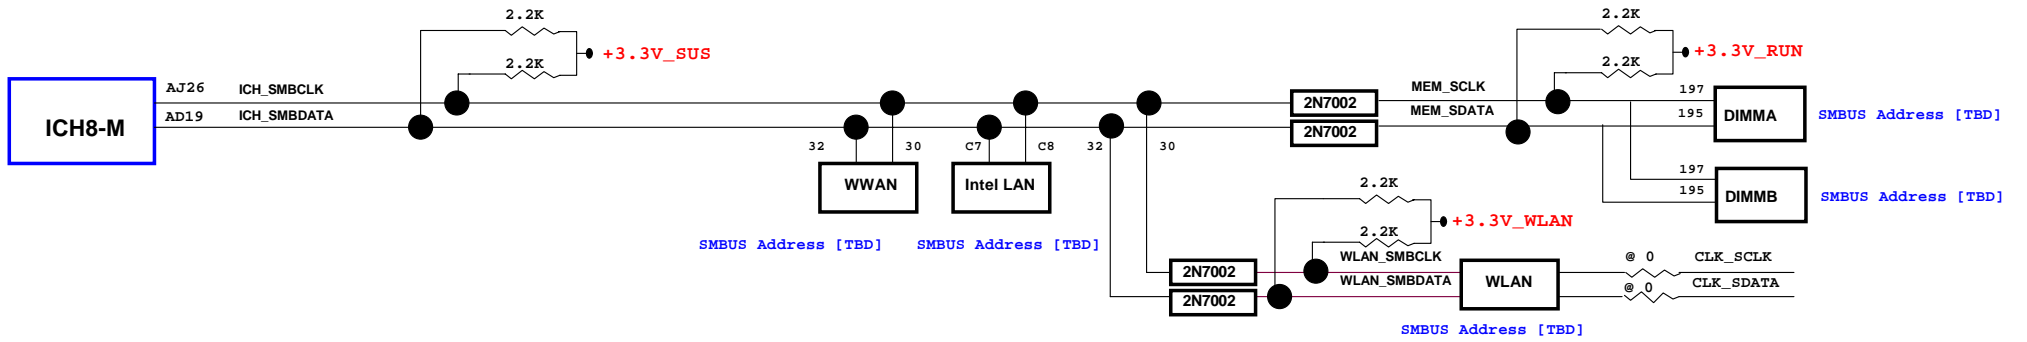 2.2K
+3.3V_SUS
2.2K
2.2K
+3.3V_RUN
2.2K
ICH8-M
AJ26 ICH_SMBCLK
AD19 ICH_SMBDATA
2N7002 MEM_SCLK
2N7002 MEM_SDATA
197
195
DIMMA
SMBUS Address [TBD]
32 30 C7 C8 32 30
WWAN
Intel LAN
197
195
DIMMB
SMBUS Address [TBD]
SMBUS Address [TBD] SMBUS Address [TBD]
2.2K
+3.3V_WLAN
2.2K
2N7002 WLAN_SMBCLK
2N7002 WLAN_SMBDATA
WLAN
@ 0 CLK_SCLK
@ 0 CLK_SDATA
SMBUS Address [TBD]